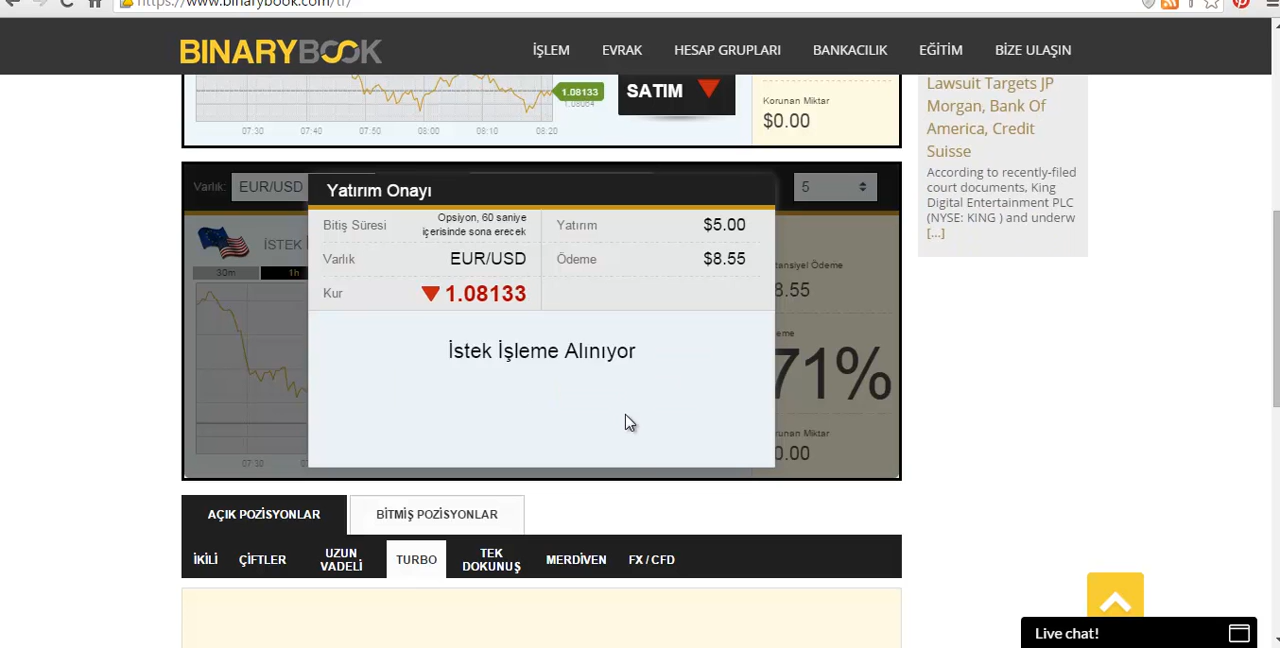 https://www.binarybook.com/tr/
BINARYBOOK
İŞLEM EVRAK HESAP GRUPLARI BANKACILIK EĞİTİM BİZE ULAŞIN
1.08133
SATIM
07:30 07:40 07:50 08:00 08:10 08:20
Korunan Miktar
$0.00
Lawsuit Targets JP
Morgan, Bank Of
America, Credit
Suisse
According to recently-filed
court documents, King
Digital Entertainment PLC
(NYSE: KING ) and underw
[...]
Varlık: EUR/USD
5
İSTEK
30m 1h
07:30
Yatırım Onayı
Bitiş Süresi
Opsiyon, 60 saniye
içerisinde sona erecek
Varlık EUR/USD
Kur 1.08133
Yatırım $5.00
Ödeme $8.55
İstek İşleme Alınıyor
8.55
71%
AÇIK POZİSYONLAR BİTMİŞ POZİSYONLAR
İKİLİ ÇİFTLER UZUN VADELİ TURBO TEK DOKUNUŞ MERDİVEN FX / CFD
Live chat!